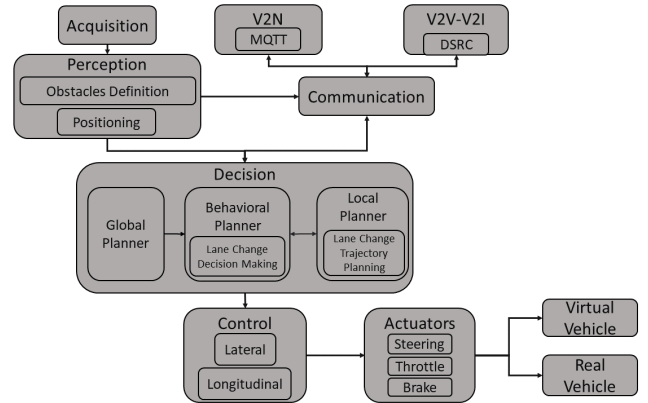 Acquisition
V2N
MQTT
V2V-V2I
DSRC
Perception
Obstacles Definition
Positioning
Communication
Decision
Global
Planner
Behavioral
Planner
Lane Change
Decision Making
Local
Planner
Lane Change
Trajectory
Planning
Control
Lateral
Longitudinal
Actuators
Steering
Throttle
Brake
Virtual
Vehicle
Real
Vehicle